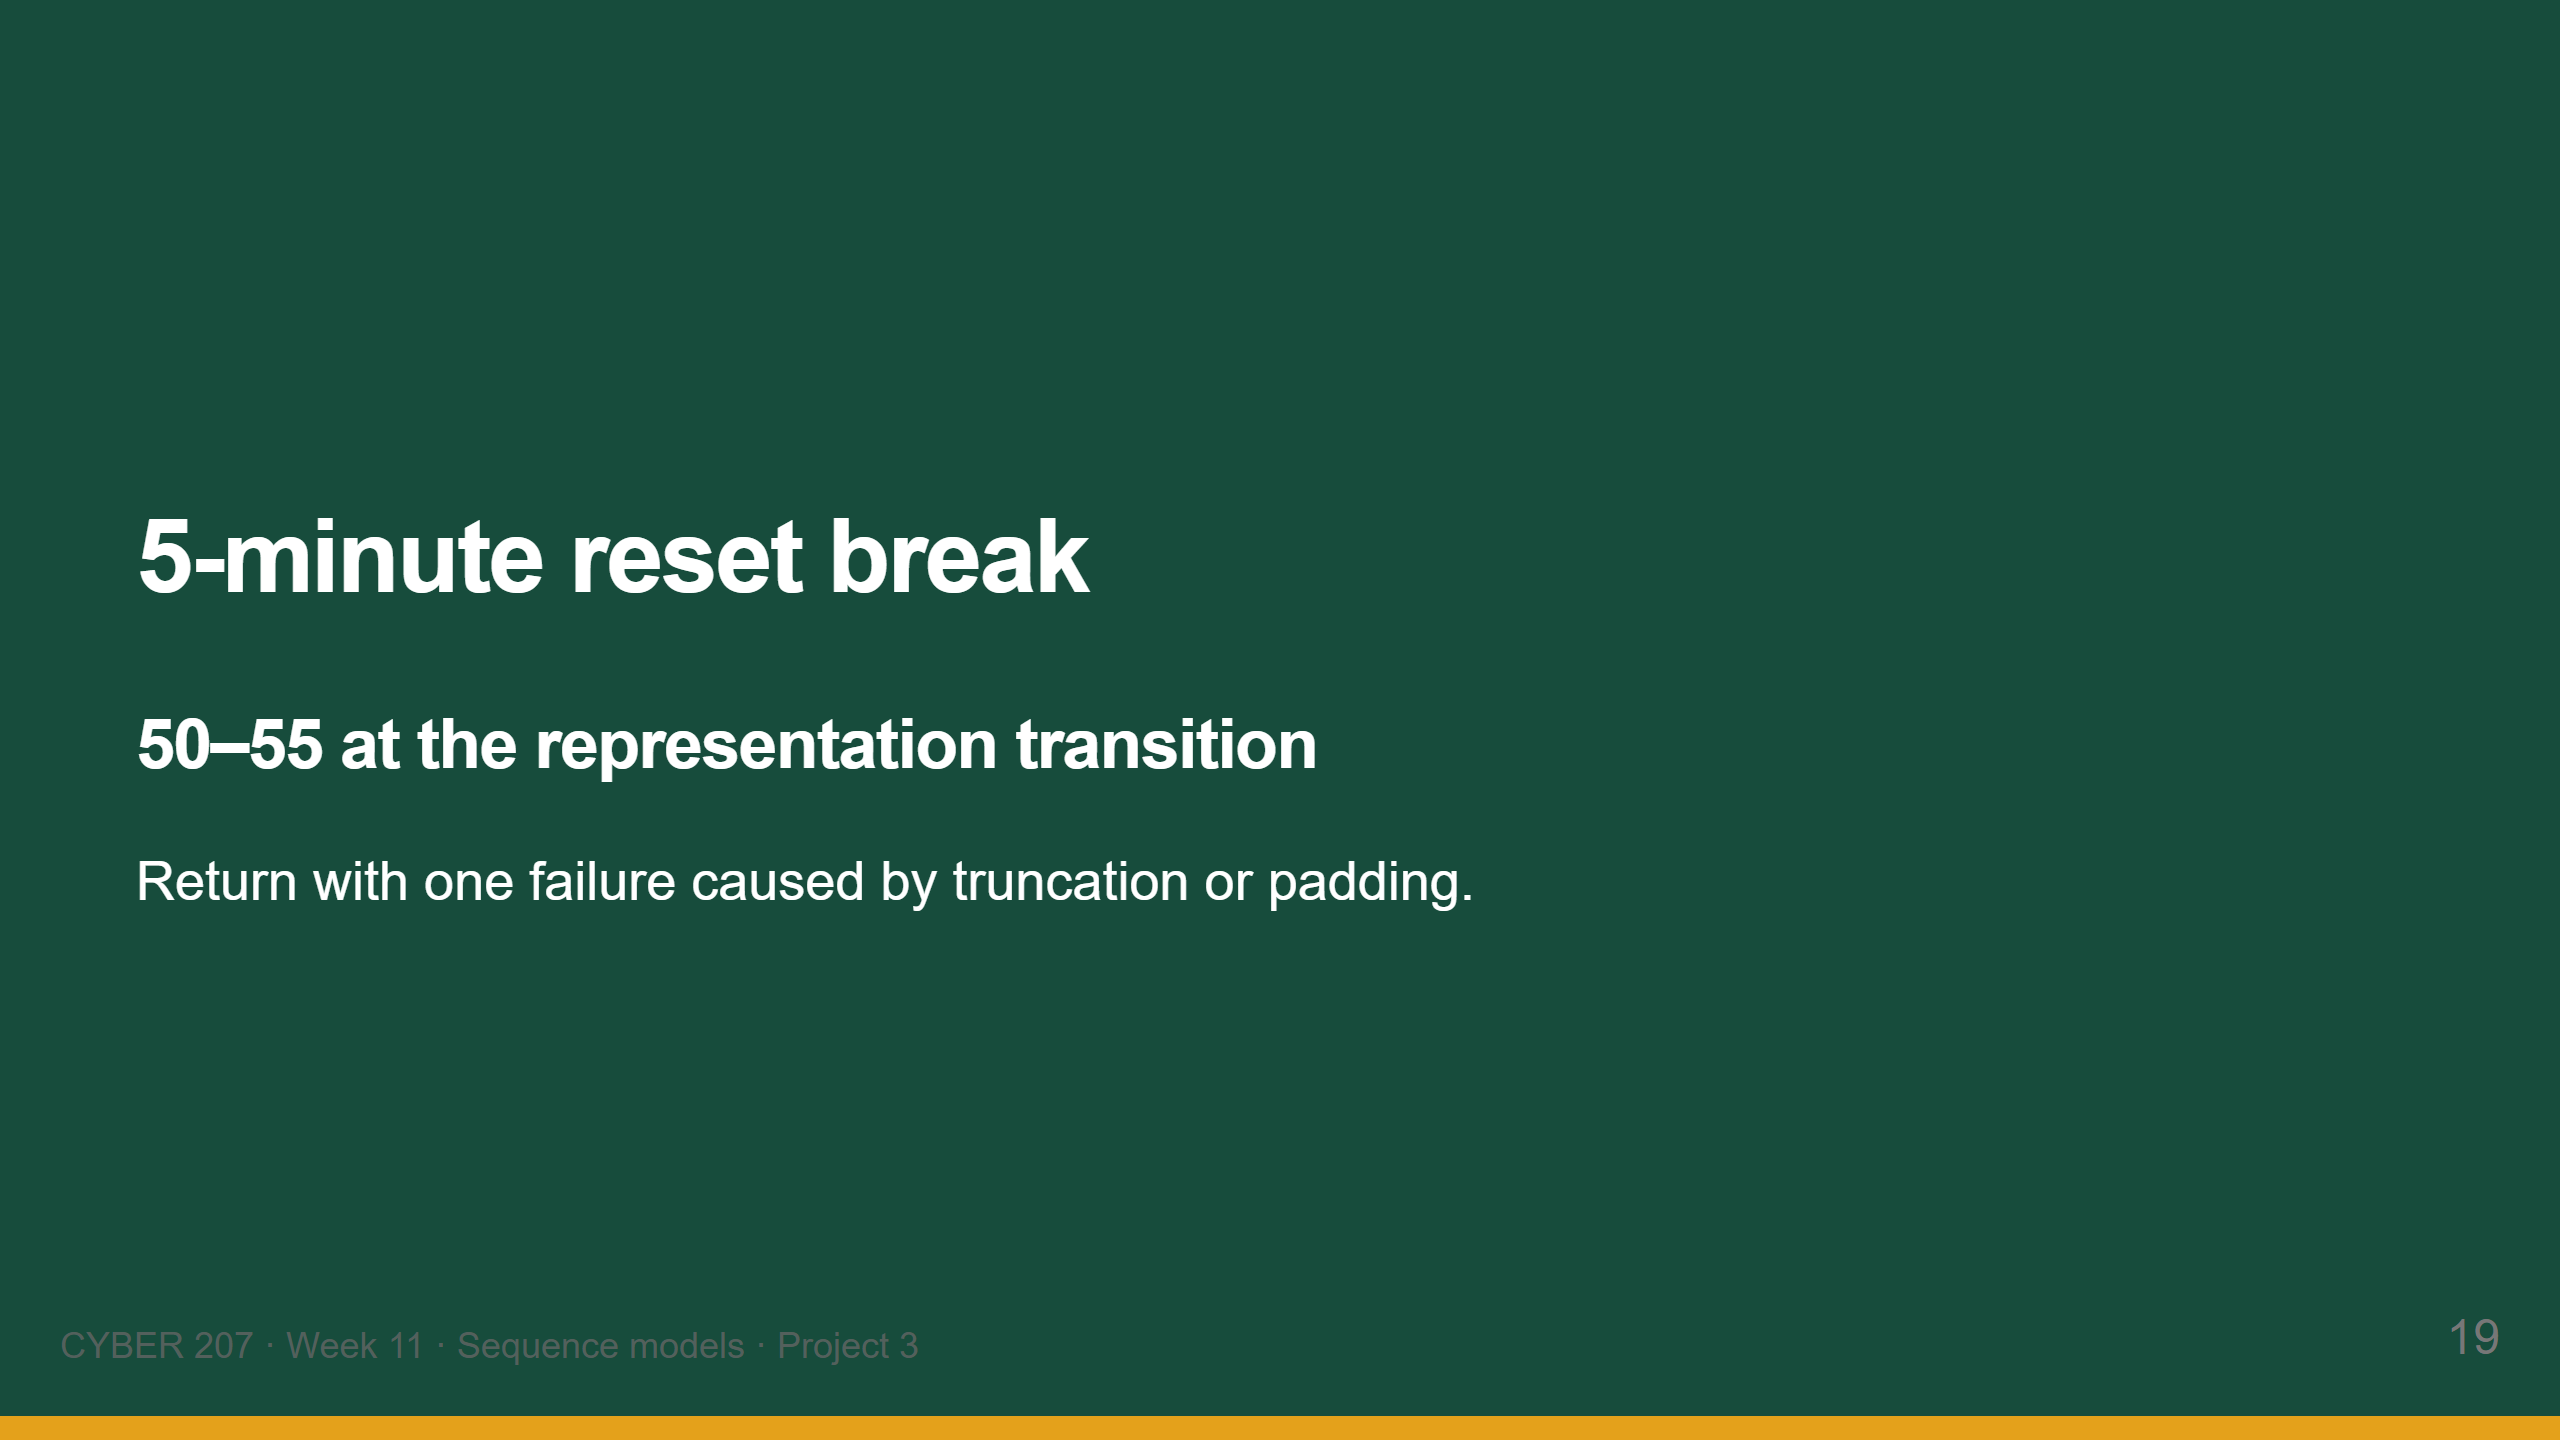 5-minute reset break
50–55 at the representation transition
Return with one failure caused by truncation or padding.
CYBER 207 · Week 11 · Sequence models · Project 3
19